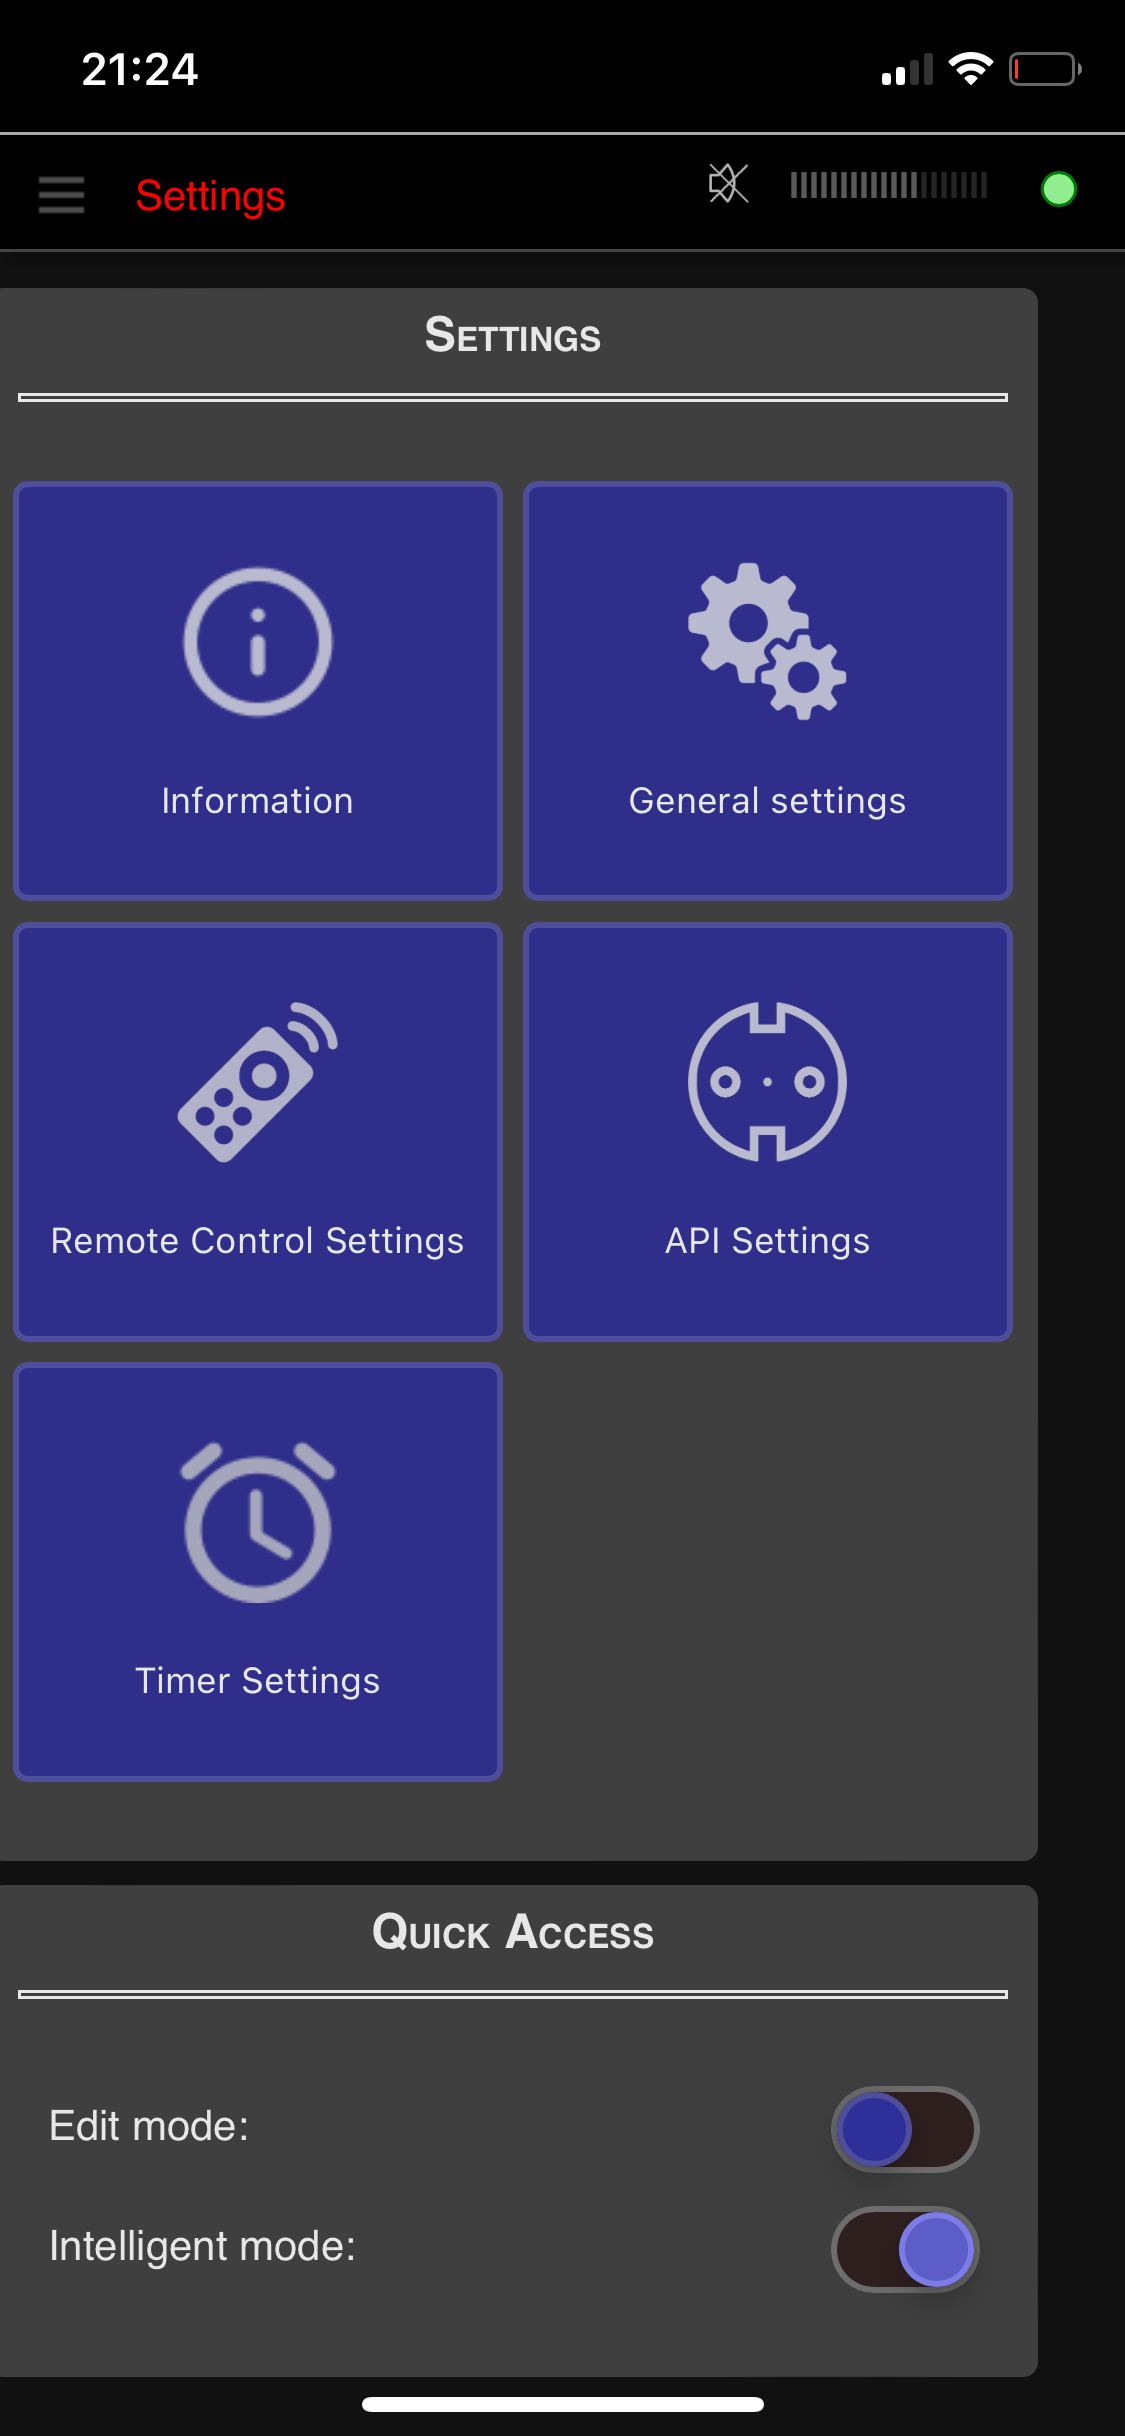 21:24
Settings
Settings
Information
General settings
Remote Control Settings
API Settings
Timer Settings
Quick Access
Edit mode:
Intelligent mode: